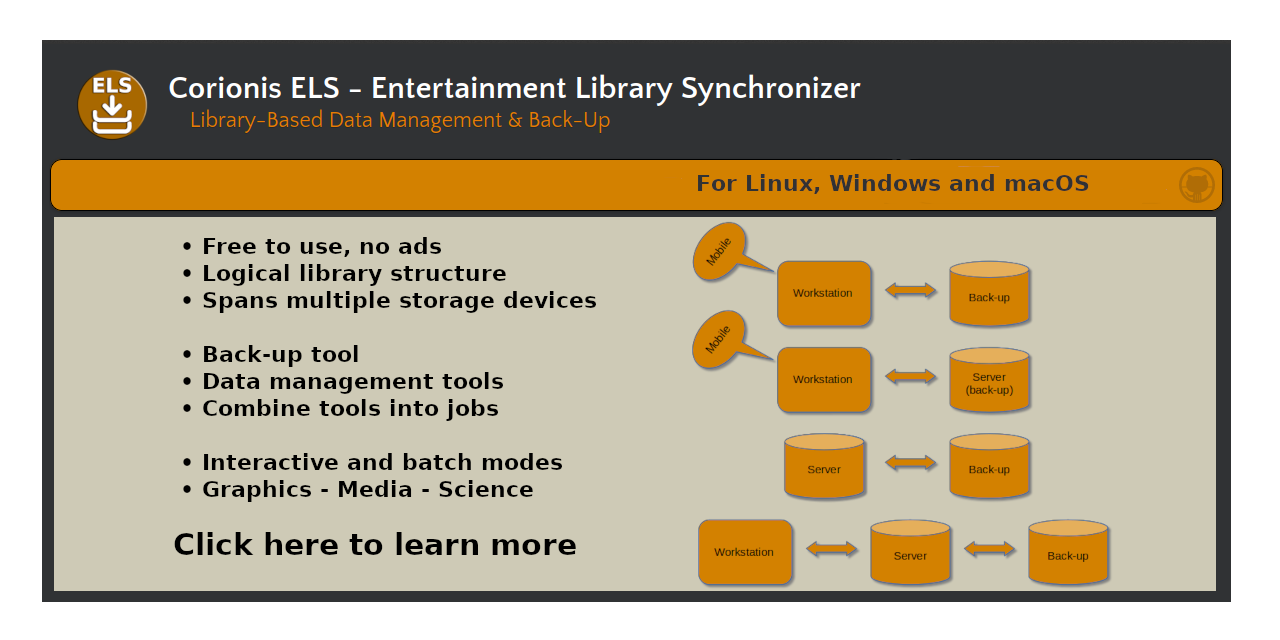 ELS
Corionis ELS – Entertainment Library Synchronizer
Library-Based Data Management & Back-Up
For Linux, Windows and macOS
• Free to use, no ads
• Logical library structure
• Spans multiple storage devices
• Back-up tool
• Data management tools
• Combine tools into jobs
• Interactive and batch modes
• Graphics - Media - Science
Click here to learn more
Mobile
Workstation
Back-up
Mobile
Workstation
Server
(back-up)
Server
Back-up
Workstation
Server
Back-up